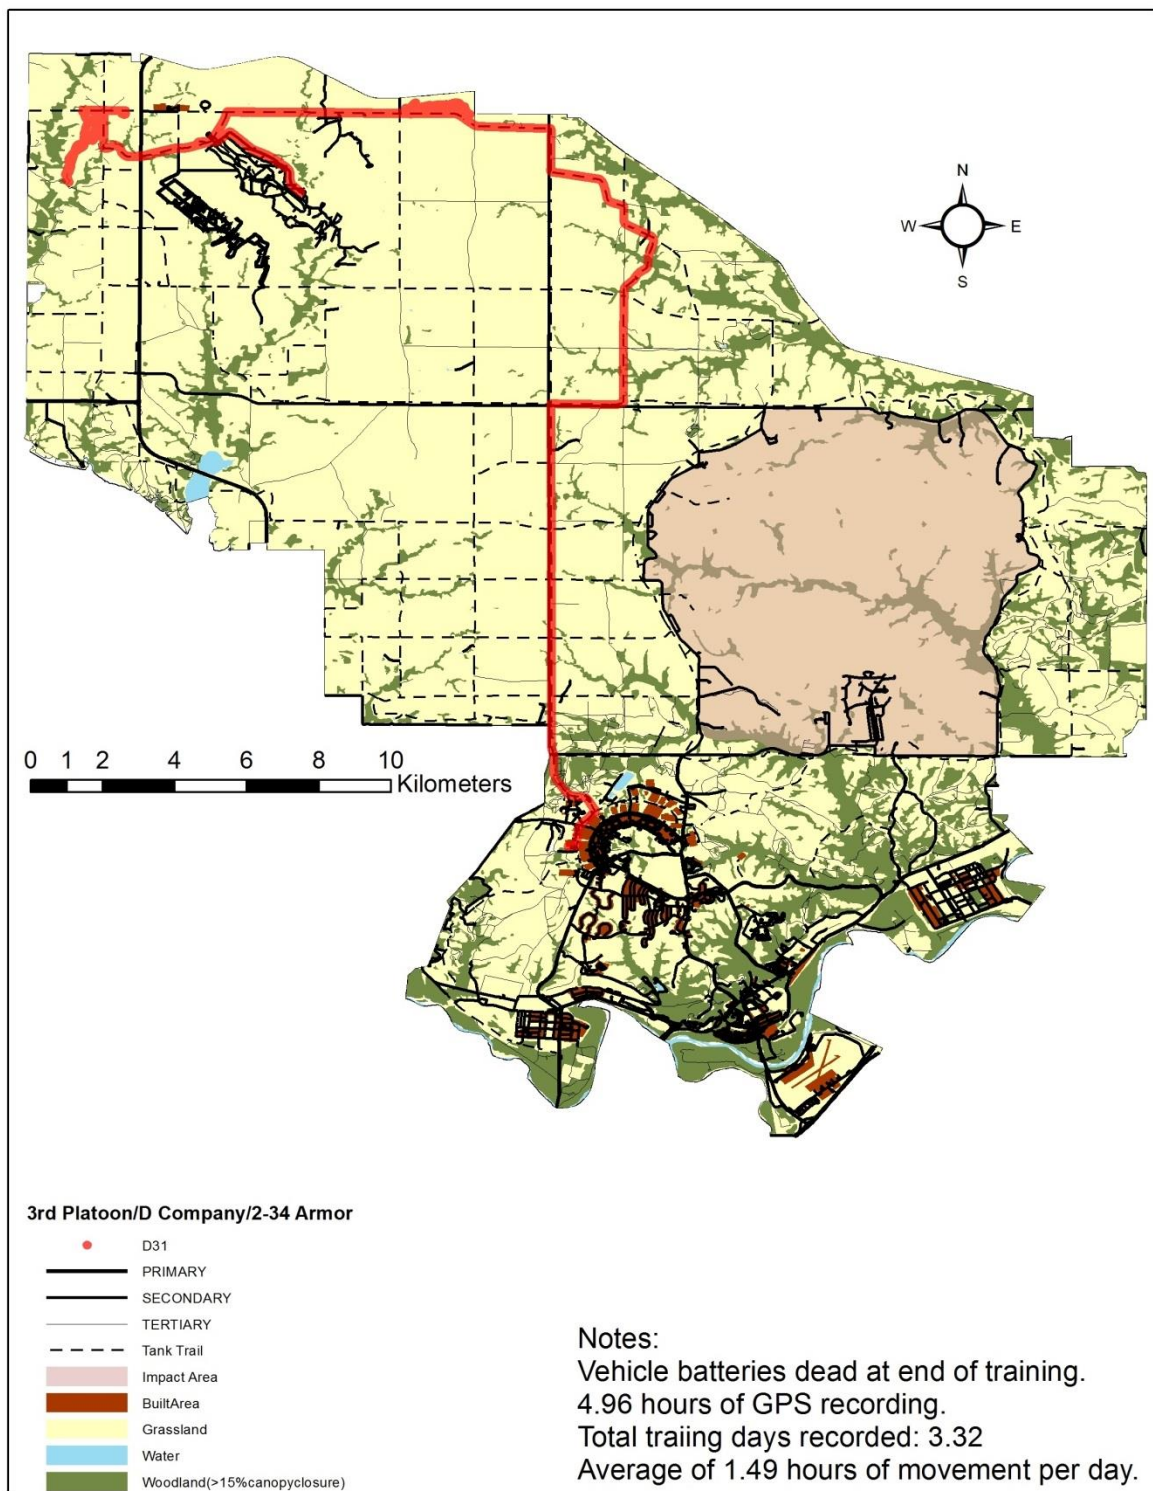 N
W E
S
0 1 2 4 6 8 10
Kilometers
3rd Platoon/D Company/2-34 Armor
D31
PRIMARY
SECONDARY
TERTIARY
Tank Trail
Impact Area
BuiltArea
Grassland
Water
Woodland(>15%canopyclosure)
Notes:
Vehicle batteries dead at end of training.
4.96 hours of GPS recording.
Total traiing days recorded: 3.32
Average of 1.49 hours of movement per day.